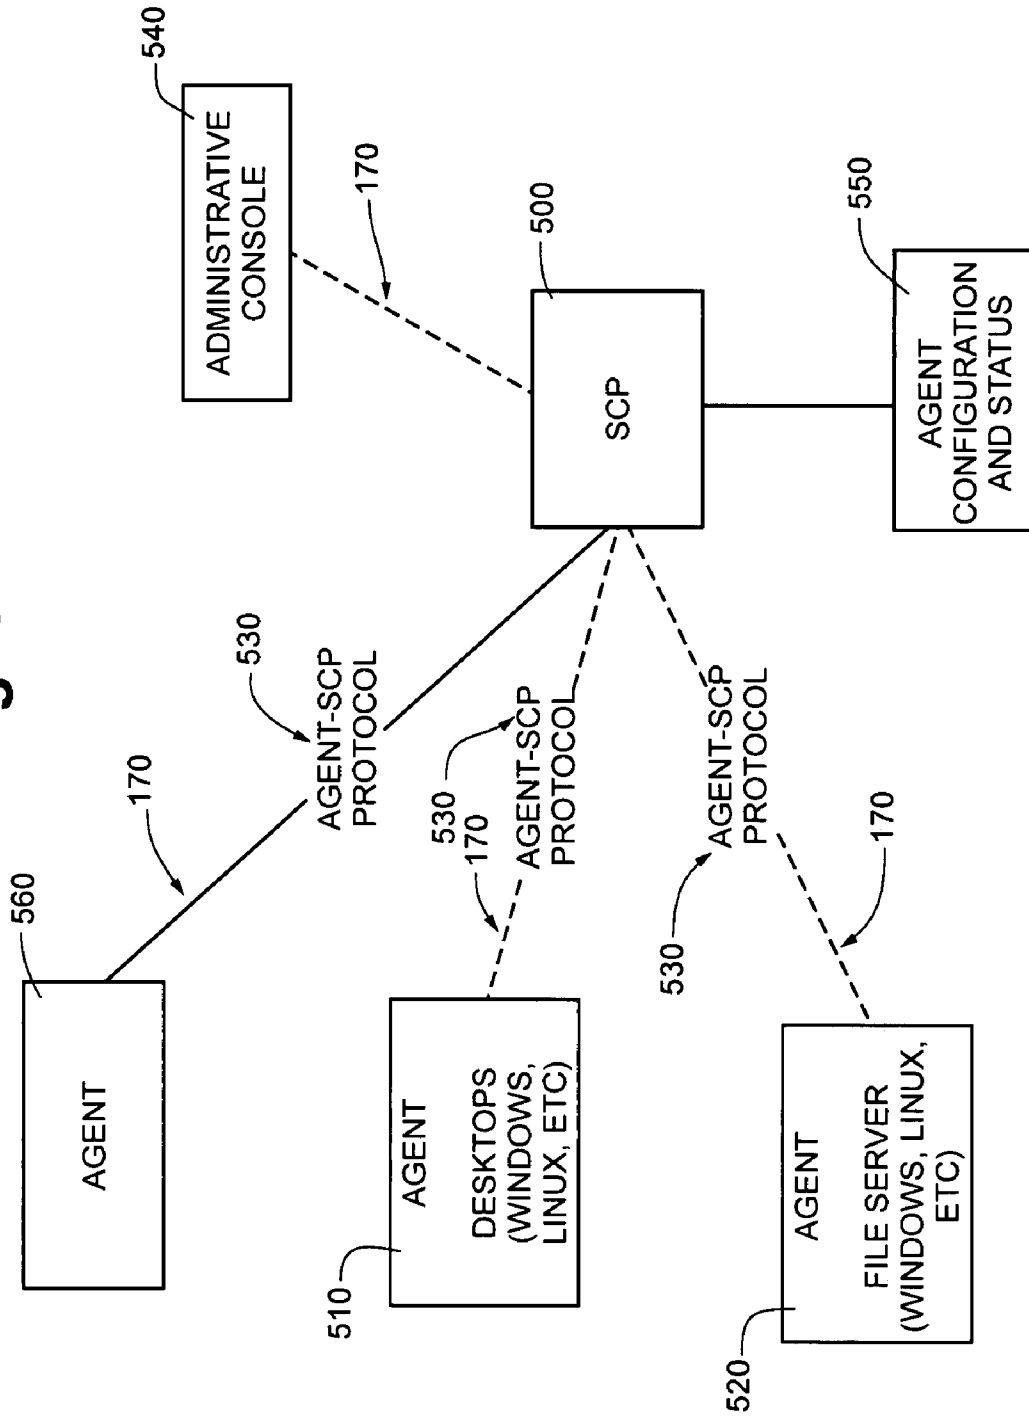 560
AGENT
170
530
AGENT-SCP
PROTOCOL
540
ADMINISTRATIVE
CONSOLE
170
510
AGENT
DESKTOPS
(WINDOWS,
LINUX, ETC)
170
530
AGENT-SCP
PROTOCOL
500
SCP
520
AGENT
FILE SERVER
(WINDOWS, LINUX,
ETC)
170
530
AGENT-SCP
PROTOCOL
550
AGENT
CONFIGURATION
AND STATUS